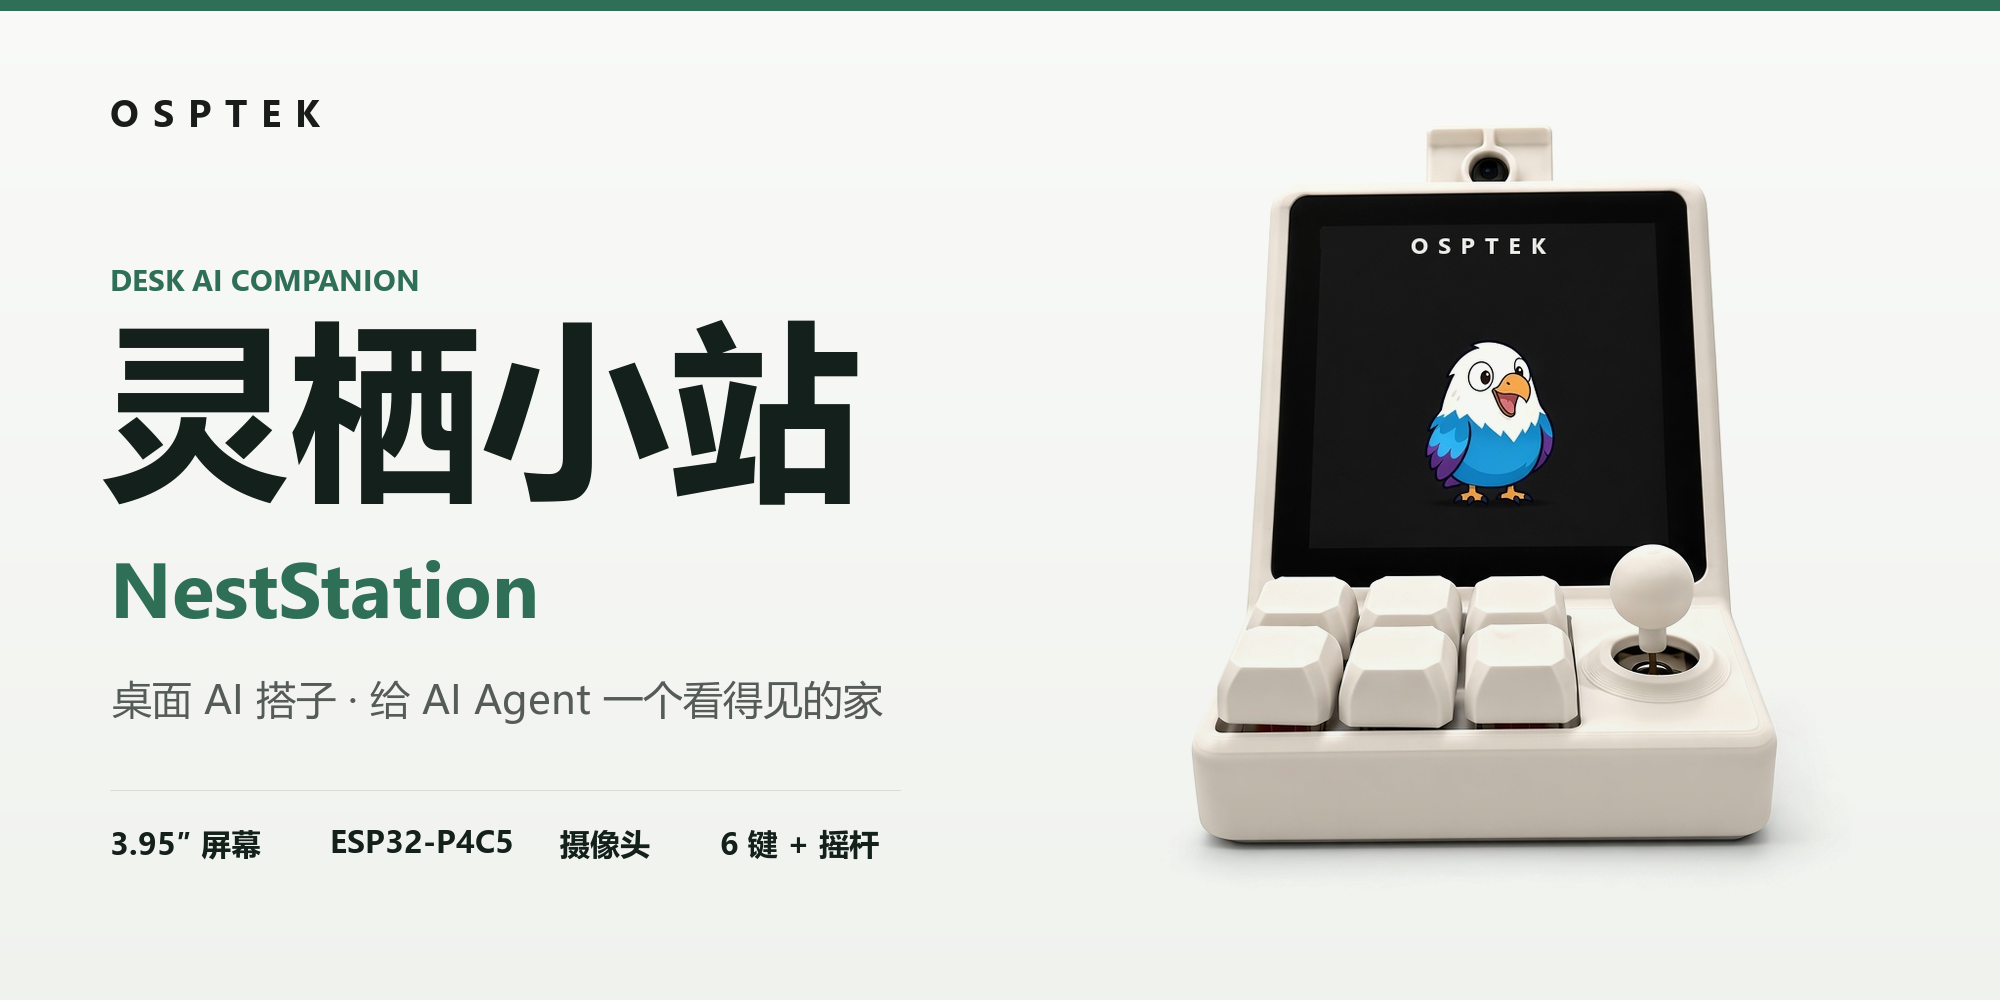 OSPTEK
DESK AI COMPANION
灵栖小站
NestStation
桌面 AI 搭子 · 给 AI Agent 一个看得见的家
3.95″ 屏幕 ESP32-P4C5 摄像头 6 键 + 摇杆
OSPTEK